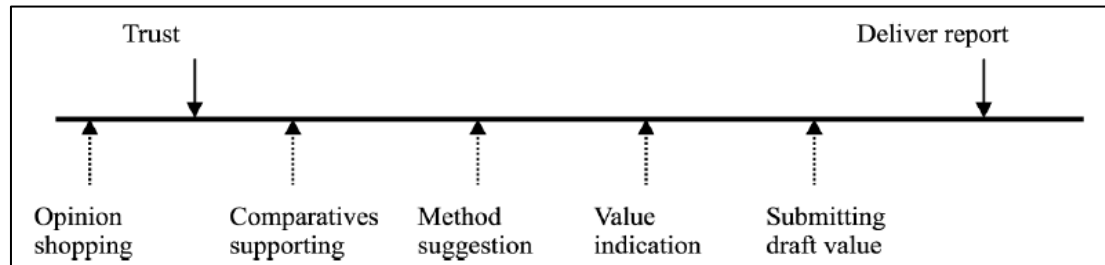 Trust
Deliver report
Opinion
shopping
Comparatives
supporting
Method
suggestion
Value
indication
Submitting
draft value